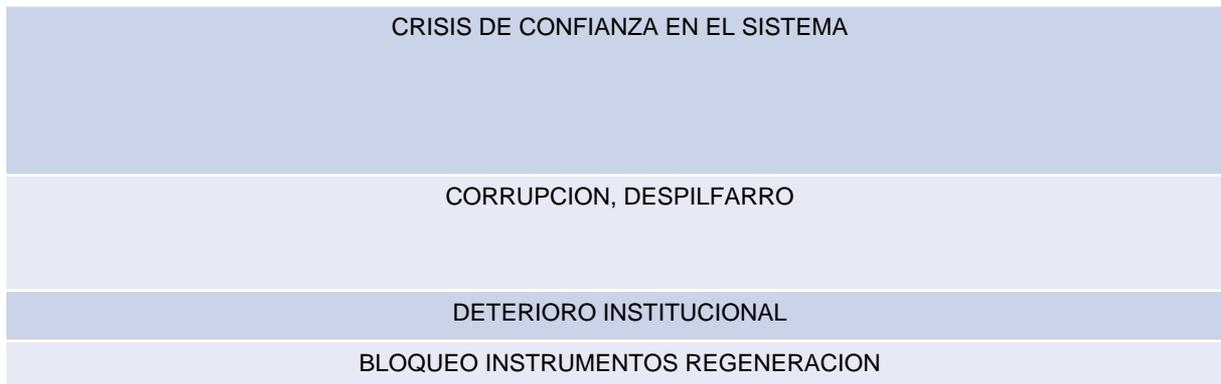 CRISIS DE CONFIANZA EN EL SISTEMA
CORRUPCION, DESPILFARRO
DETERIORO INSTITUCIONAL
BLOQUEO INSTRUMENTOS REGENERACION